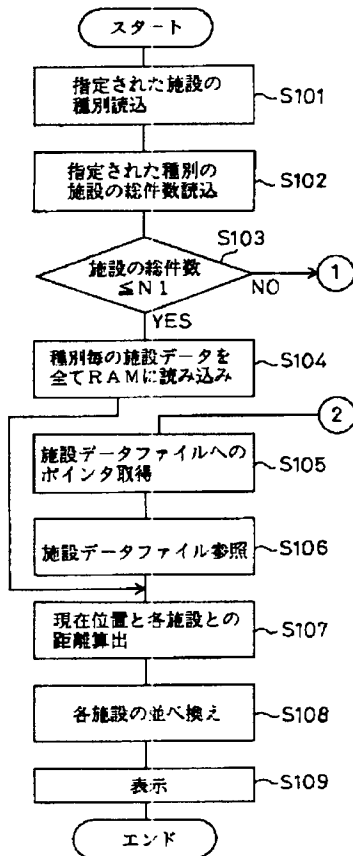 スタート
指定された施設の
種別読込
S101
指定された種別の
施設の総件数読込
S102
S103
施設の総件数
≦N1
NO
1
YES
種別毎の施設データを
全てRAMに読み込み
S104
2
施設データファイルへの
ポインタ取得
S105
施設データファイル参照
S106
現在位置と各施設との
距離算出
S107
各施設の並べ換え
S108
表示
S109
エンド